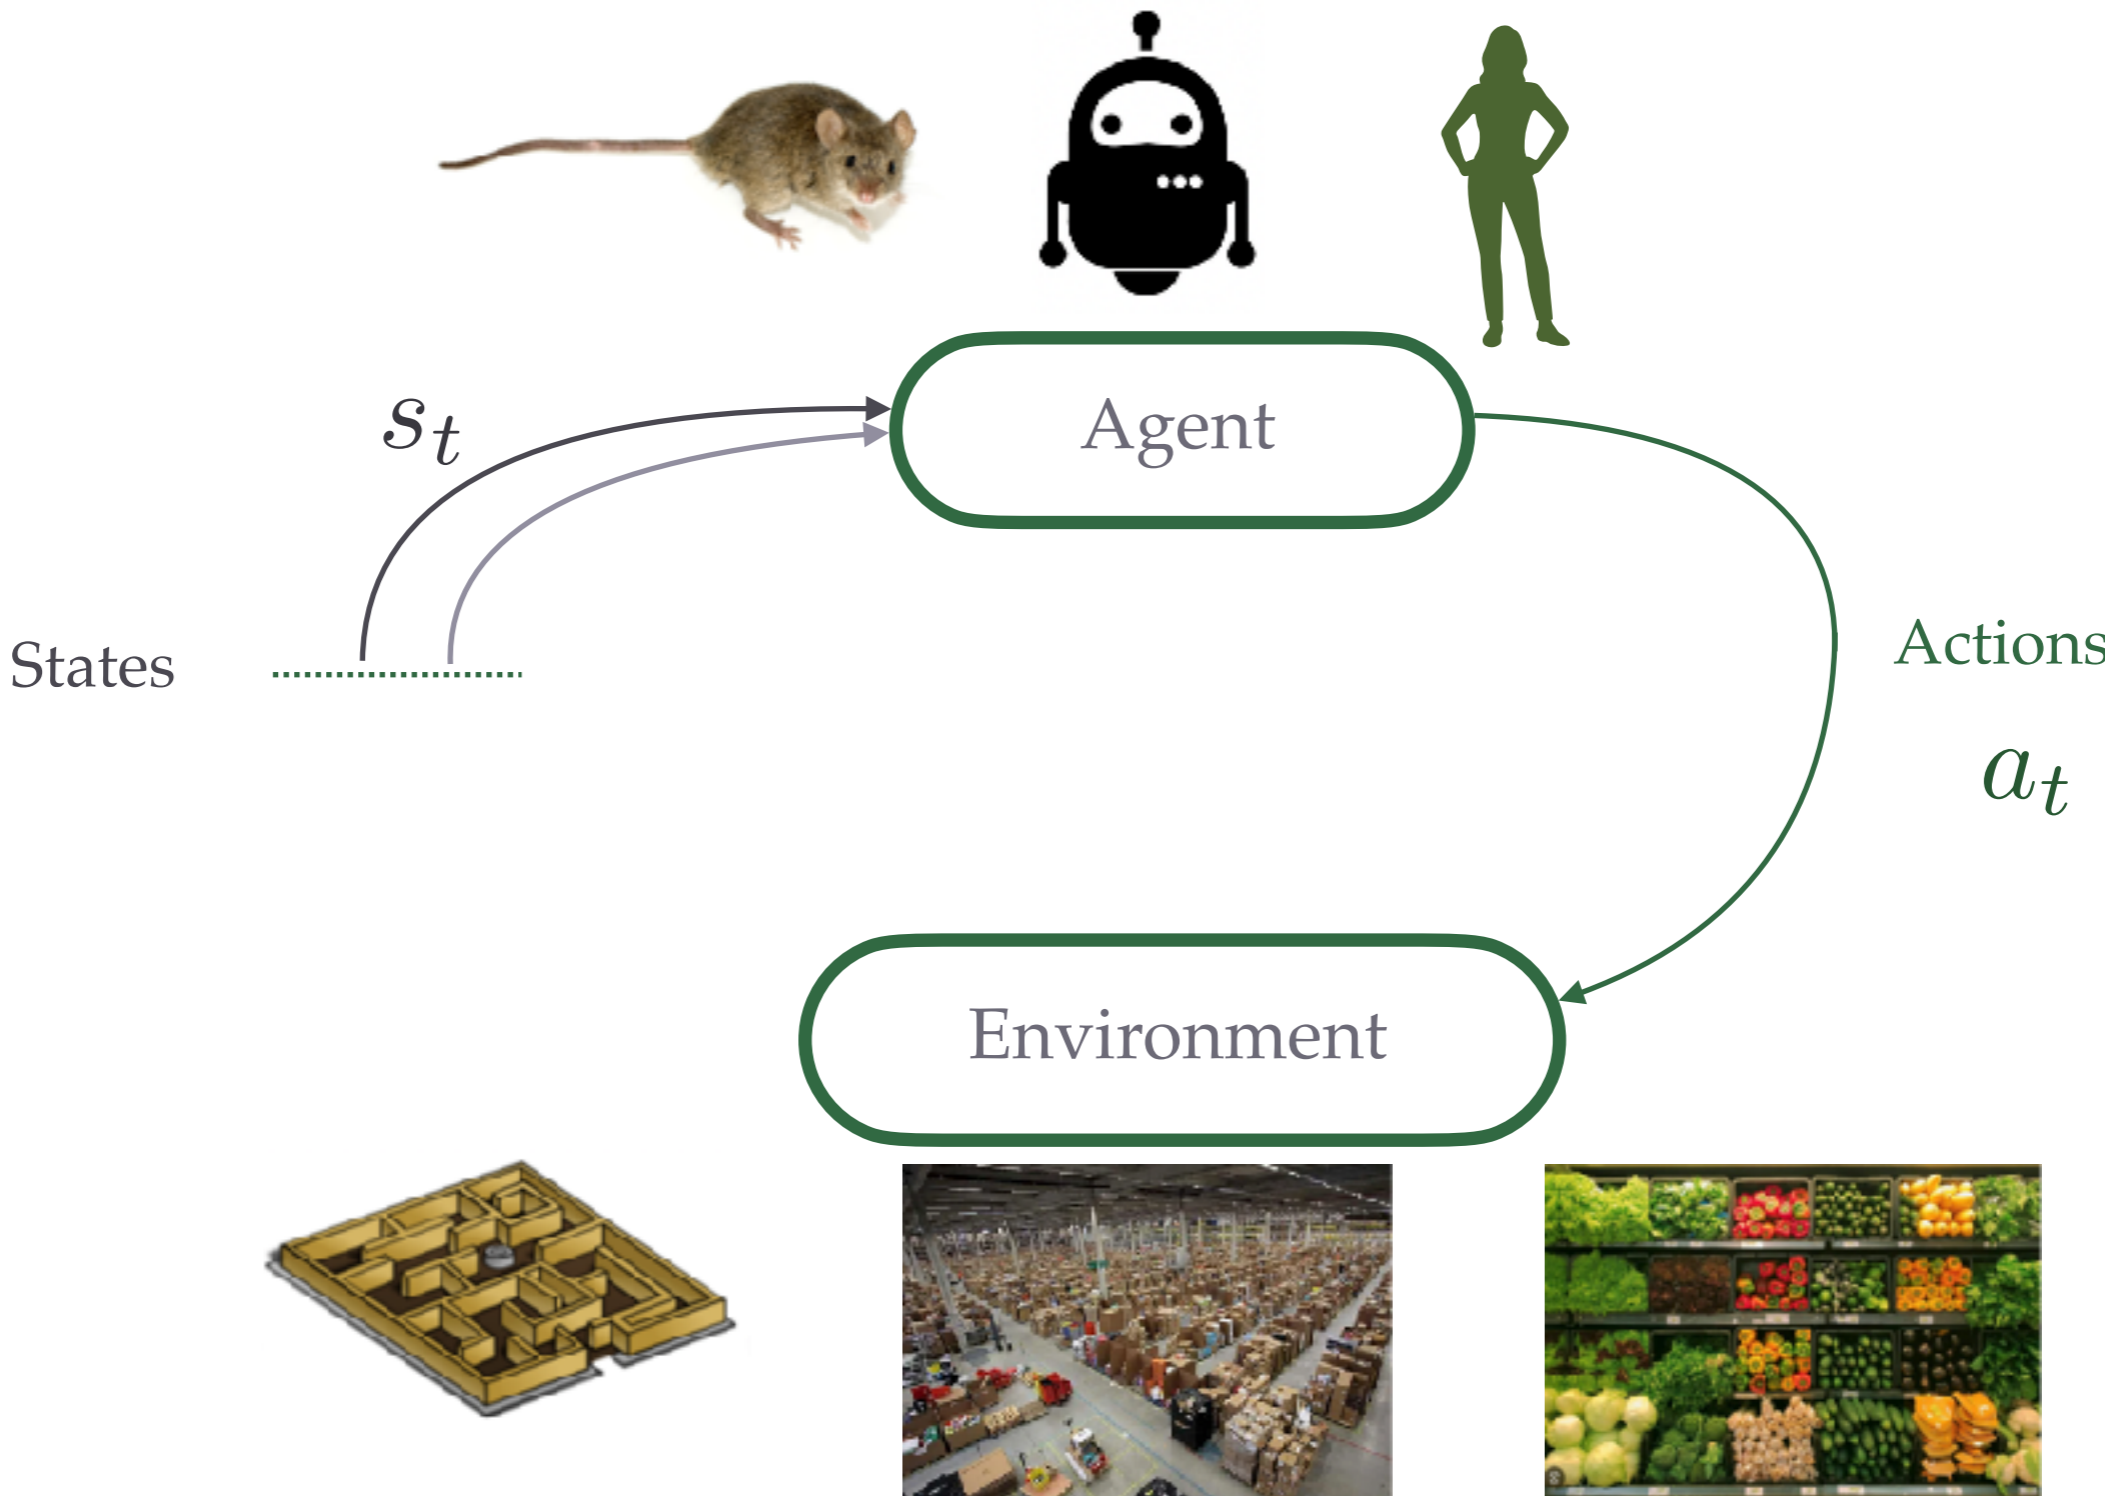 s_t
Agent
States
Actions
a_t
Environment